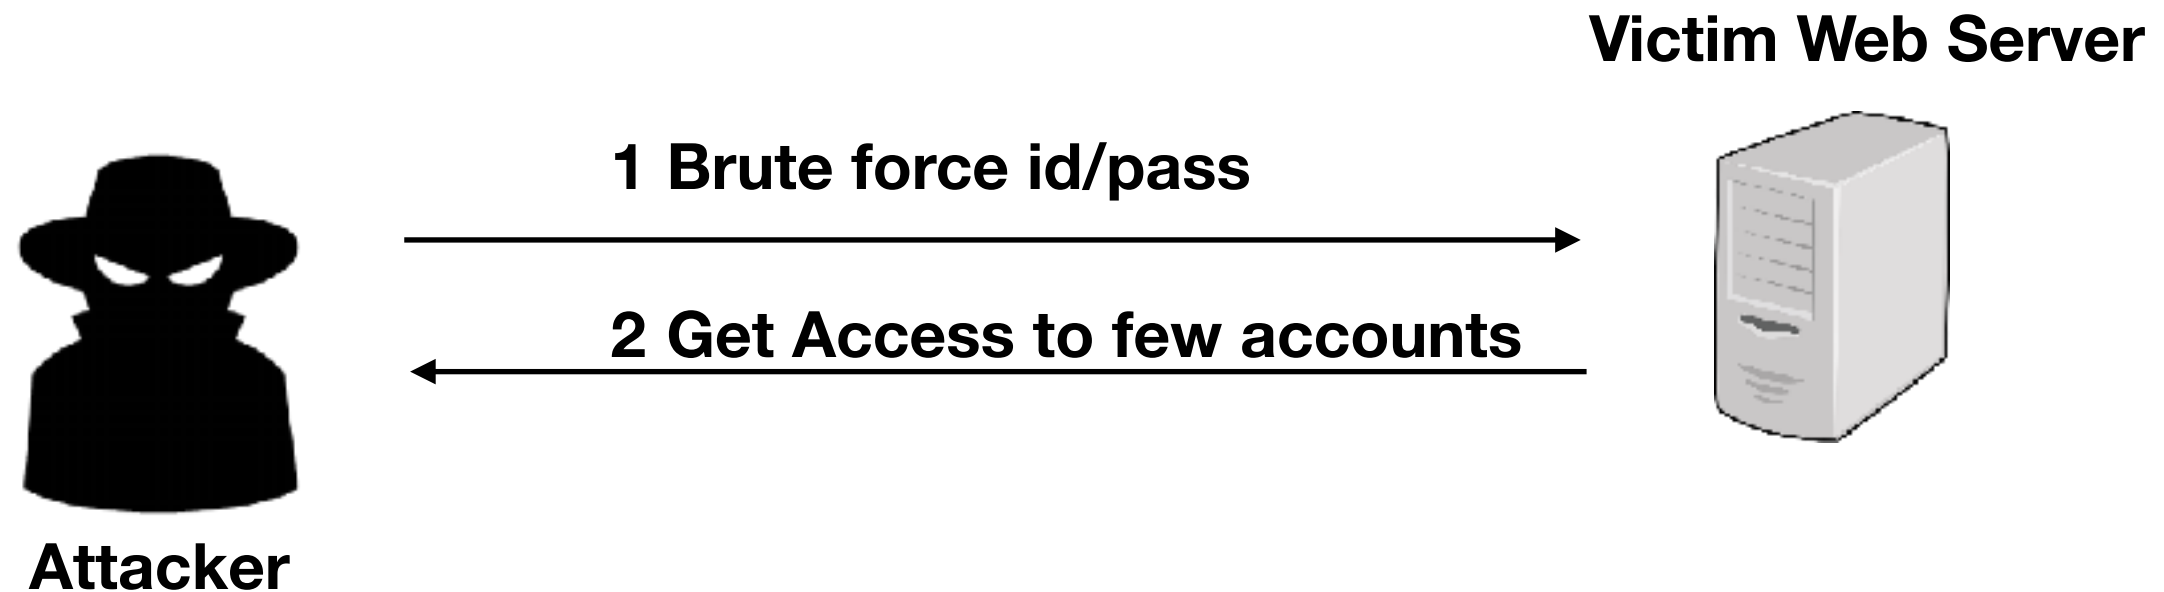 Victim Web Server
1 Brute force id/pass
2 Get Access to few accounts
Attacker